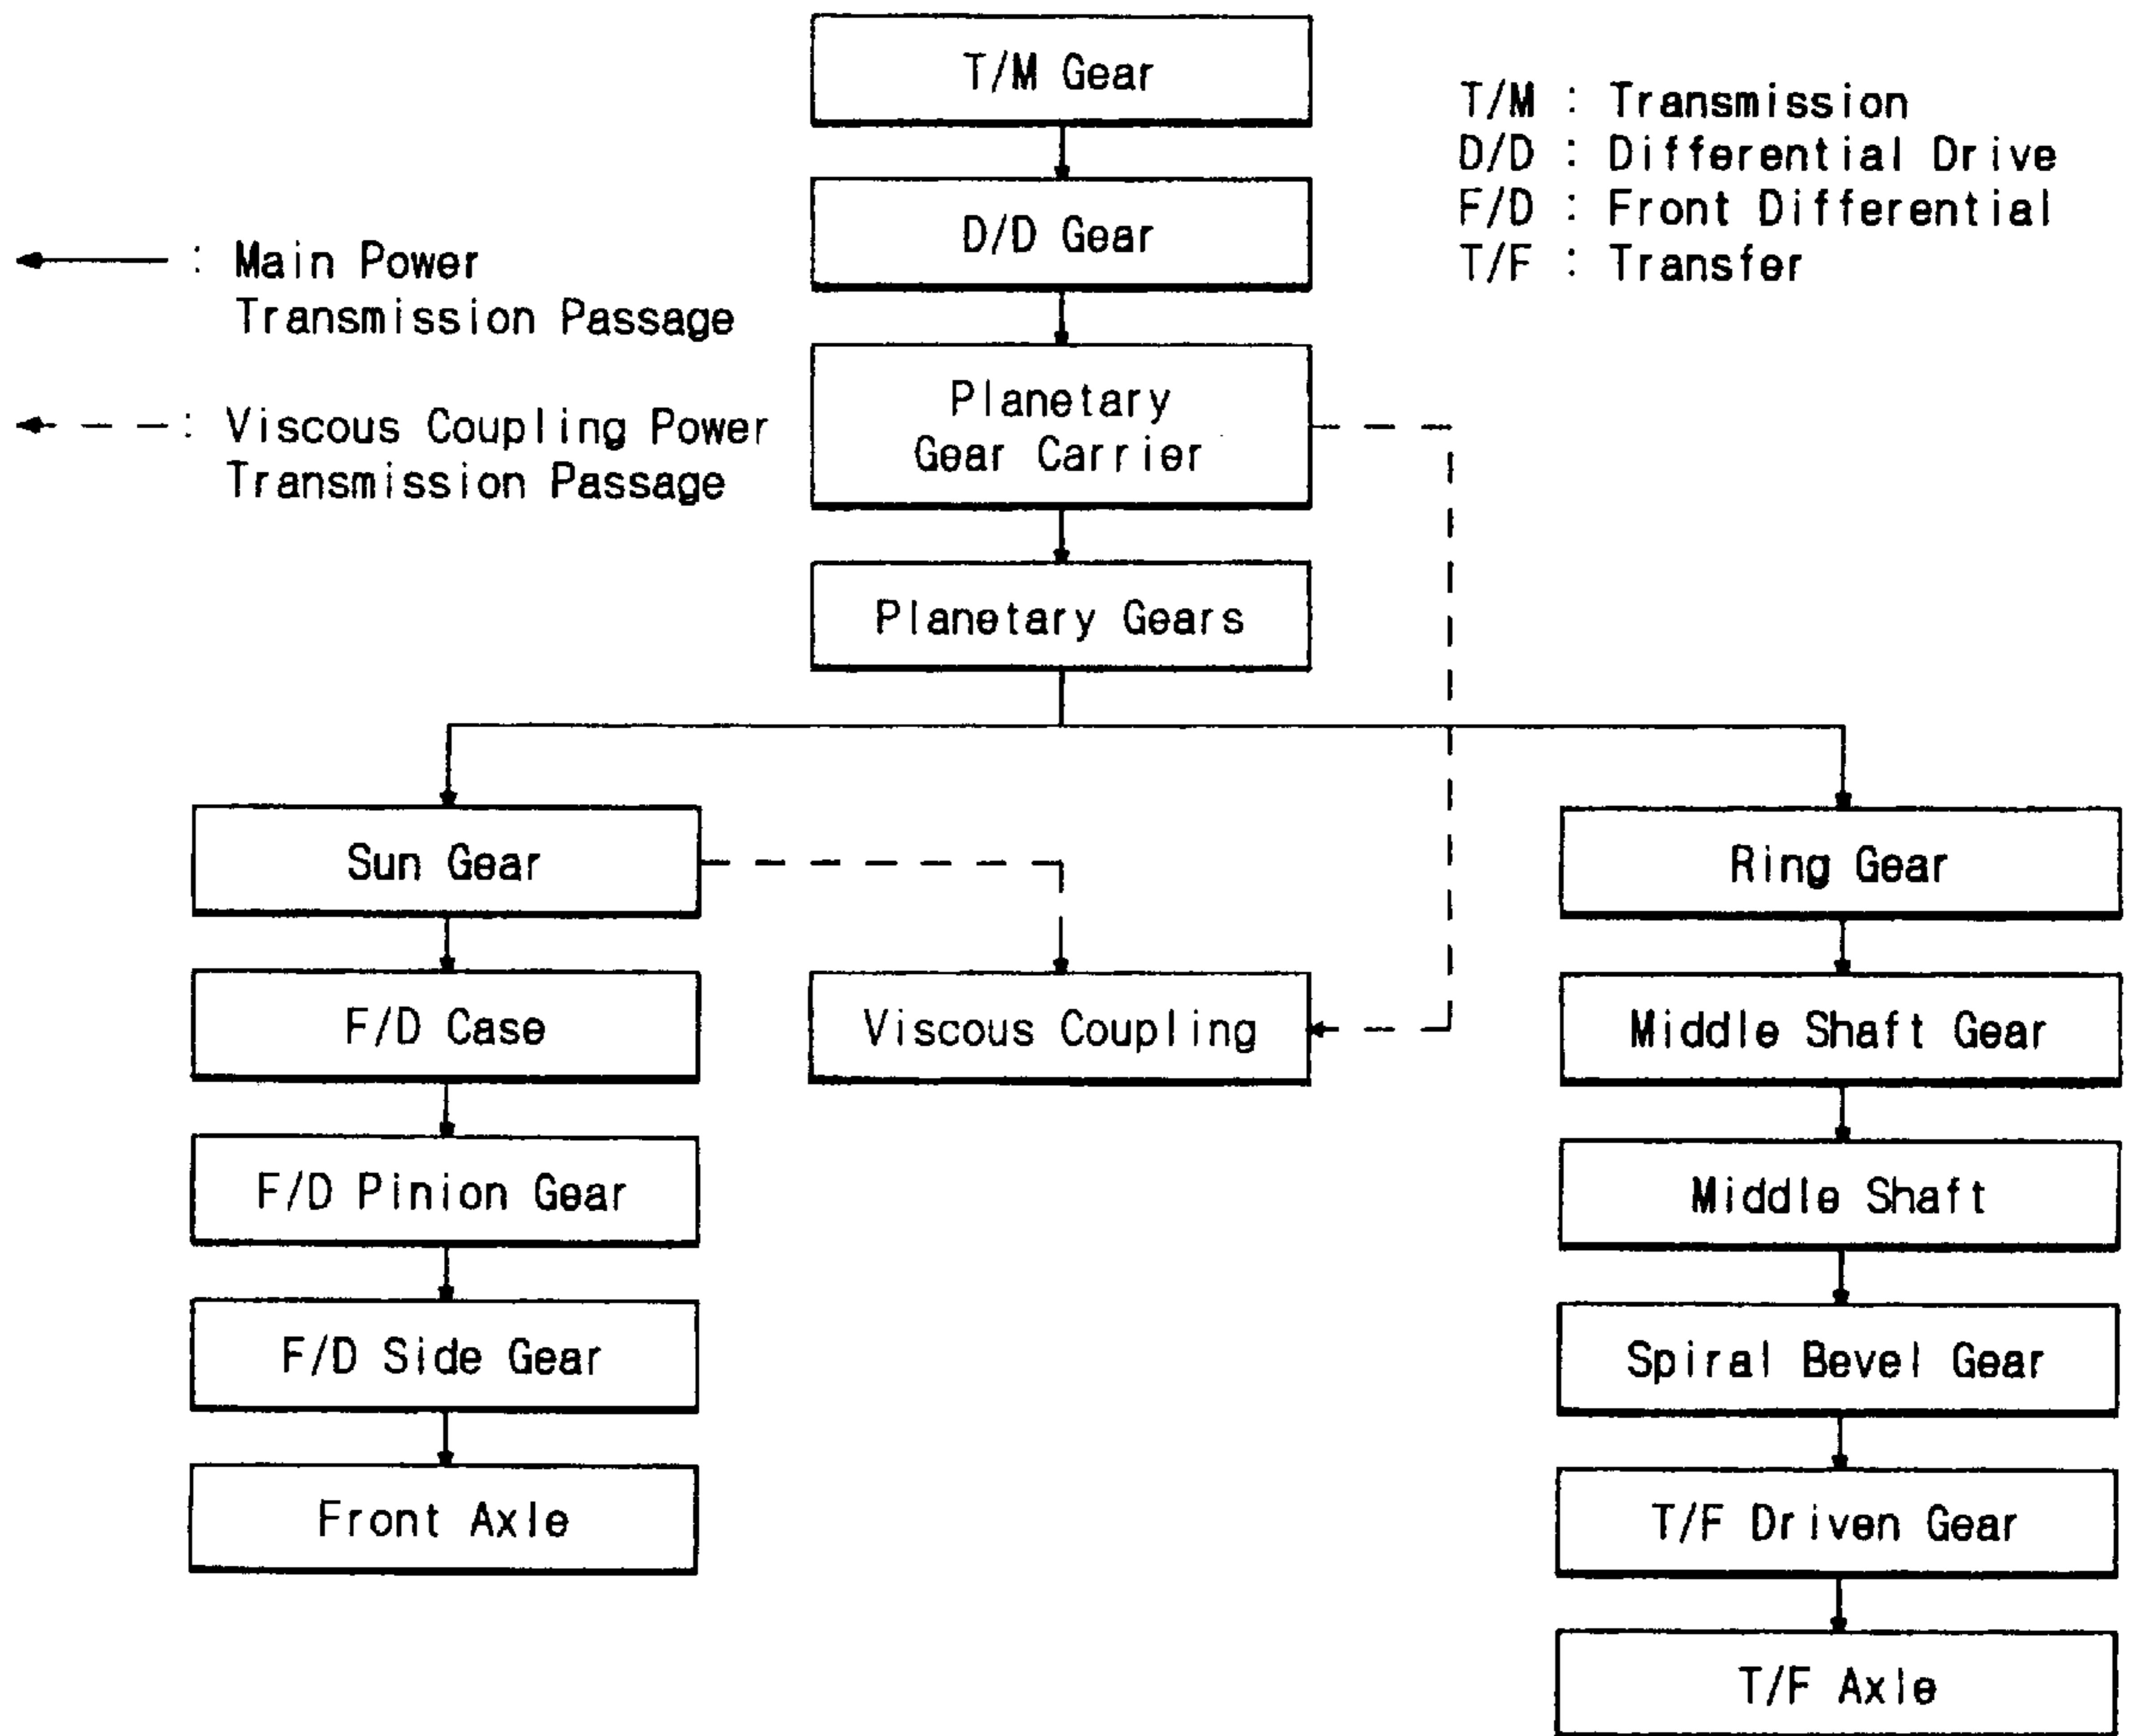 T/M Gear
T/M : Transmission
D/D : Differential Drive
F/D : Front Differential
T/F : Transfer
D/D Gear
: Main Power
Transmission Passage
Planetary
Gear Carrier
: Viscous Coupling Power
Transmission Passage
Planetary Gears
Sun Gear
Ring Gear
F/D Case
Viscous Coupling
Middle Shaft Gear
F/D Pinion Gear
Middle Shaft
F/D Side Gear
Spiral Bevel Gear
Front Axle
T/F Driven Gear
T/F Axle